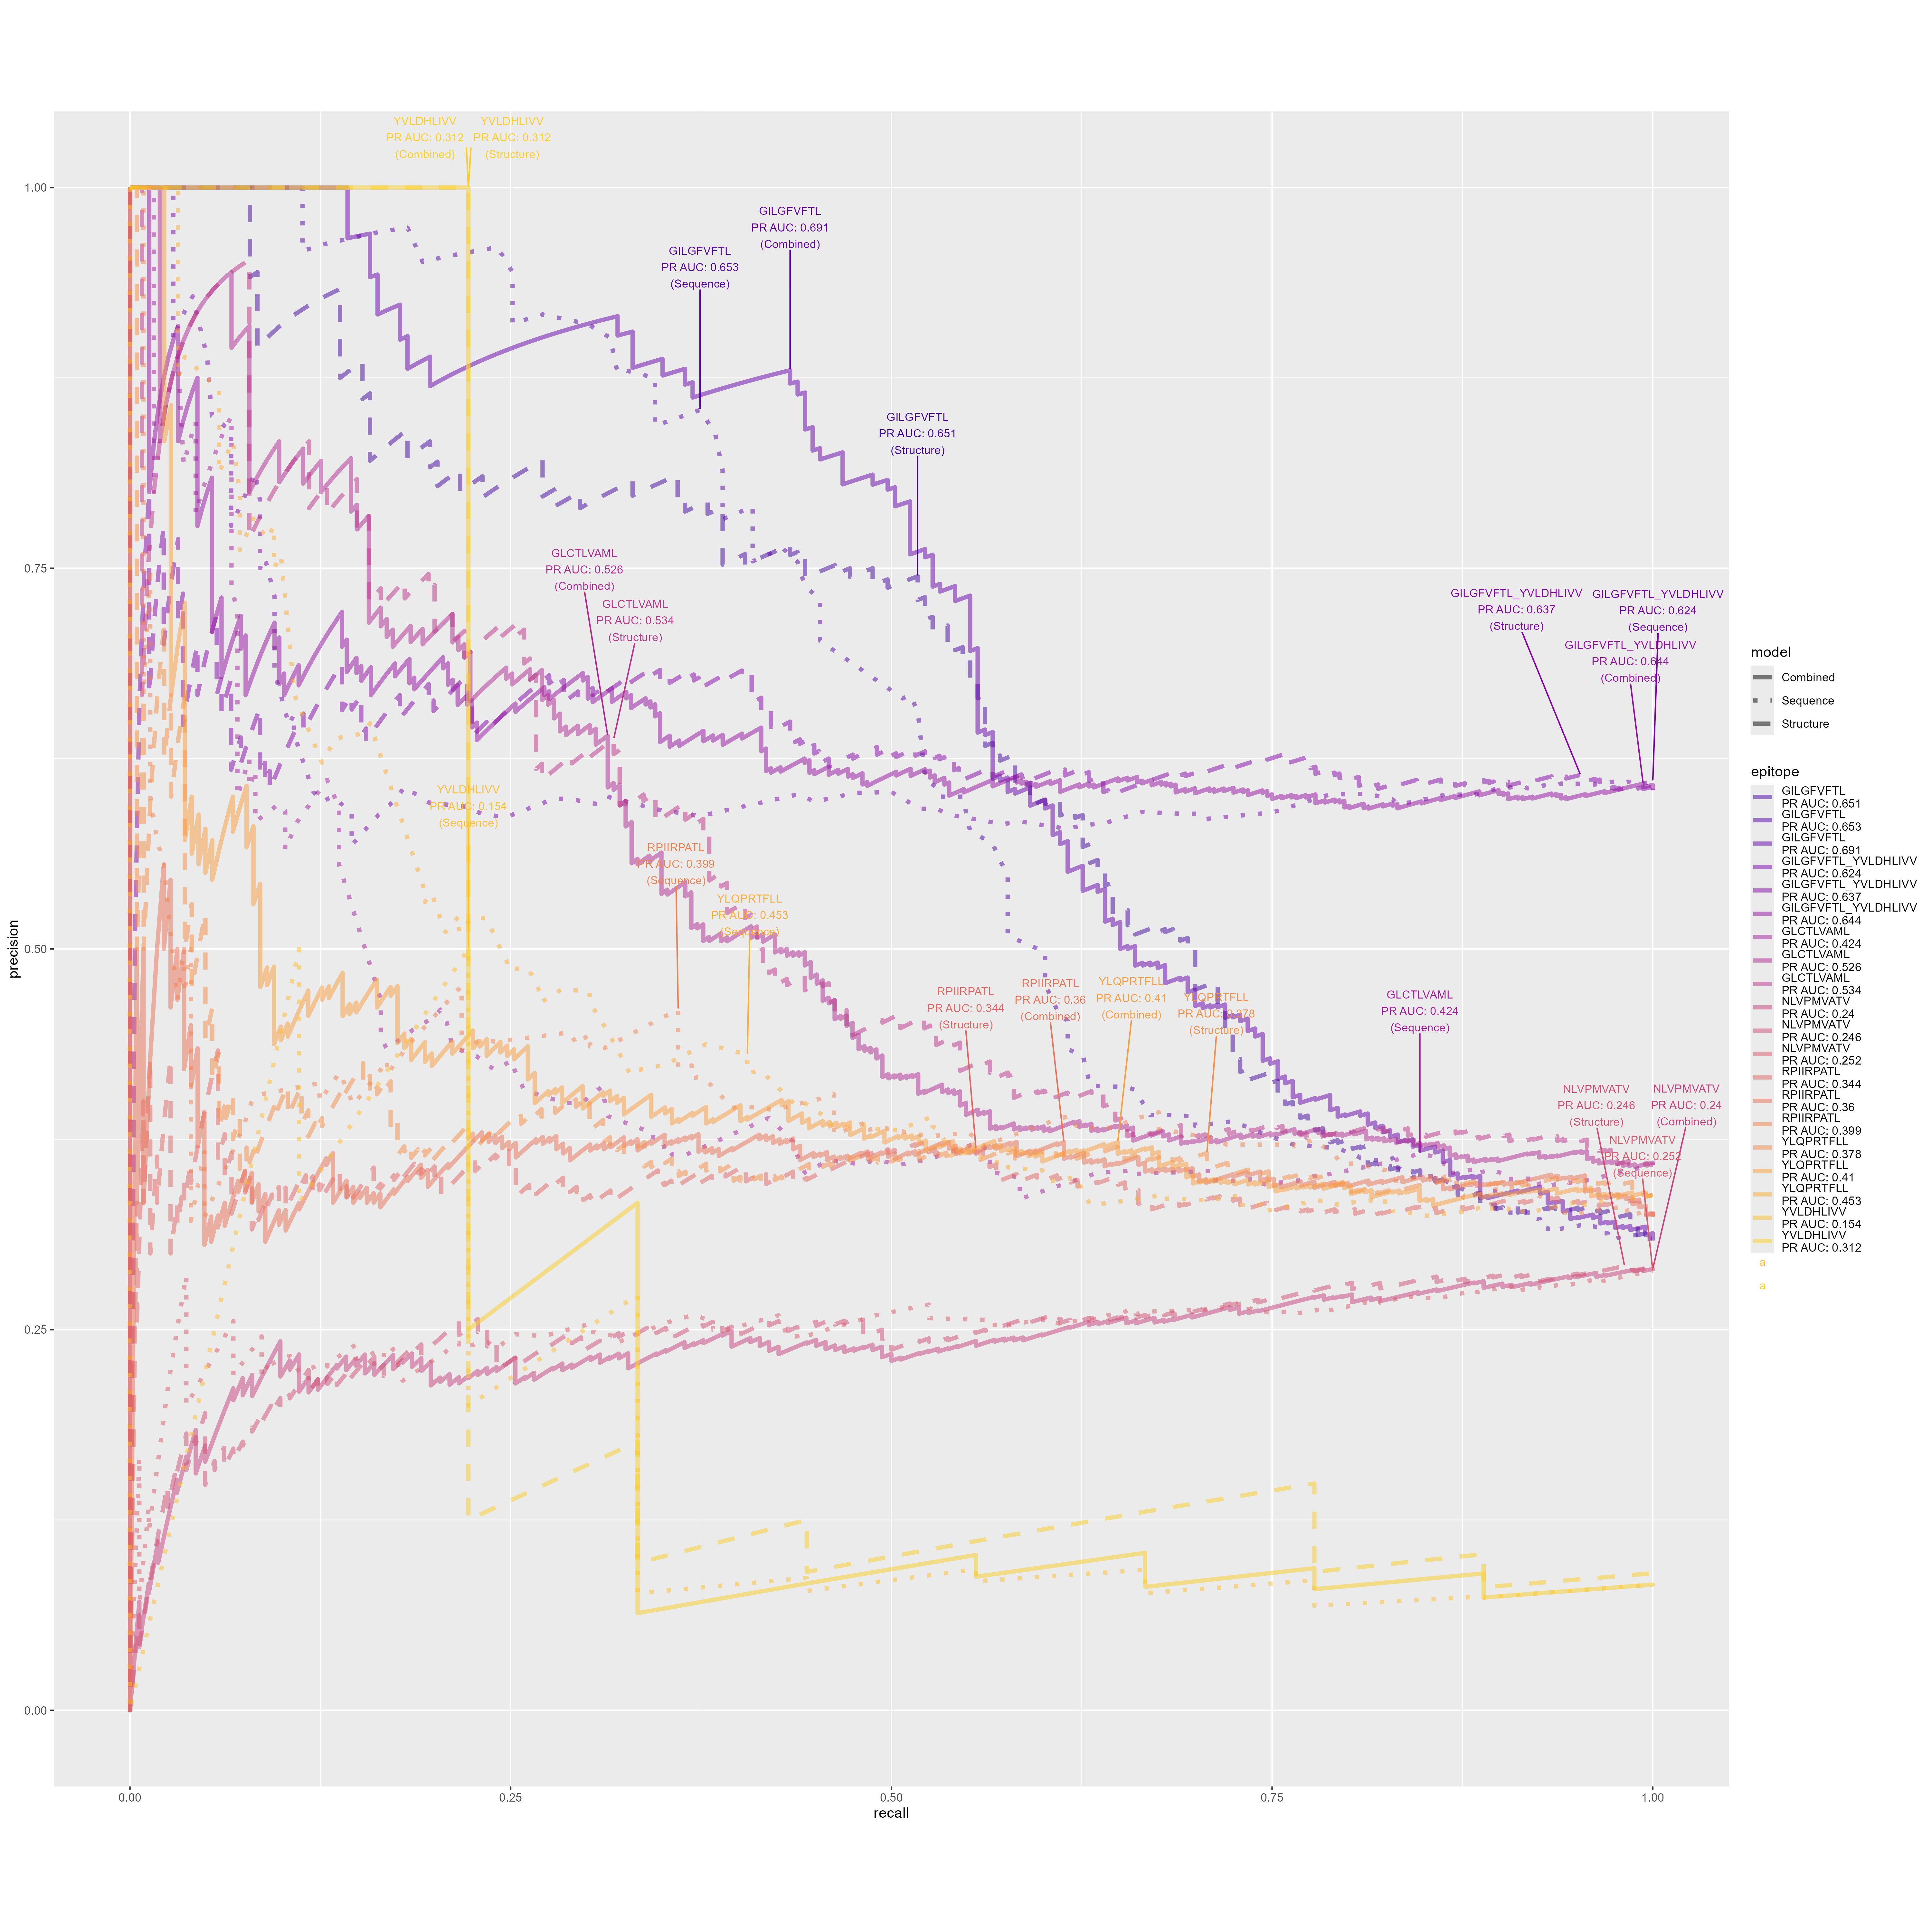 YVLDHLIVV
PR AUC: 0.312
(Combined)
YVLDHLIVV
PR AUC: 0.312
(Structure)
GILGFVFTL
PR AUC: 0.691
(Combined)
GILGFVFTL
PR AUC: 0.653
(Sequence)
GILGFVFTL
PR AUC: 0.651
(Structure)
GLCTLVAML
PR AUC: 0.526
(Combined)
GLCTLVAML
PR AUC: 0.534
(Structure)
GILGFVFTL_YVLDHLIVV
PR AUC: 0.637
(Structure)
GILGFVFTL_YVLDHLIVV
PR AUC: 0.624
(Sequence)
GILGFVFTL_YVLDHLIVV
PR AUC: 0.644
(Combined)
YVLDHLIVV
PR AUC: 0.154
(Sequence)
RPIIRPATL
PR AUC: 0.399
(Sequence)
YLQPRTFLL
PR AUC: 0.453
(Sequence)
RPIIRPATL
PR AUC: 0.344
(Structure)
RPIIRPATL
PR AUC: 0.36
(Combined)
YLQPRTFLL
PR AUC: 0.41
(Combined)
YLQPRTFLL
PR AUC: 0.378
(Structure)
GLCTLVAML
PR AUC: 0.424
(Sequence)
NLVPMVATV
PR AUC: 0.246
(Structure)
NLVPMVATV
PR AUC: 0.24
(Combined)
NLVPMVATV
PR AUC: 0.252
(Sequence)
1.00
0.75
0.50
0.25
0.00
precision
0.00
0.25
0.50
0.75
1.00
recall
model
Combined
Sequence
Structure
epitope
GILGFVFTL
PR AUC: 0.651
GILGFVFTL
PR AUC: 0.653
GILGFVFTL
PR AUC: 0.691
GILGFVFTL_YVLDHLIVV
PR AUC: 0.624
GILGFVFTL_YVLDHLIVV
PR AUC: 0.637
GILGFVFTL_YVLDHLIVV
PR AUC: 0.644
GLCTLVAML
PR AUC: 0.424
GLCTLVAML
PR AUC: 0.526
GLCTLVAML
PR AUC: 0.534
NLVPMVATV
PR AUC: 0.24
NLVPMVATV
PR AUC: 0.246
NLVPMVATV
PR AUC: 0.252
RPIIRPATL
PR AUC: 0.344
RPIIRPATL
PR AUC: 0.36
RPIIRPATL
PR AUC: 0.399
YLQPRTFLL
PR AUC: 0.378
YLQPRTFLL
PR AUC: 0.41
YLQPRTFLL
PR AUC: 0.453
YVLDHLIVV
PR AUC: 0.154
YVLDHLIVV
PR AUC: 0.312
a
a